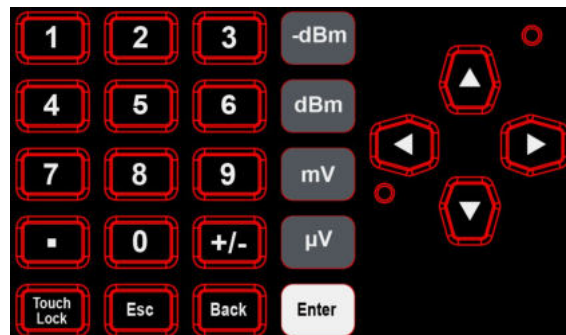 1 2 3 -dBm
4 5 6 dBm
7 8 9 mV
. 0 +/- µV
Touch
Lock
Esc Back Enter